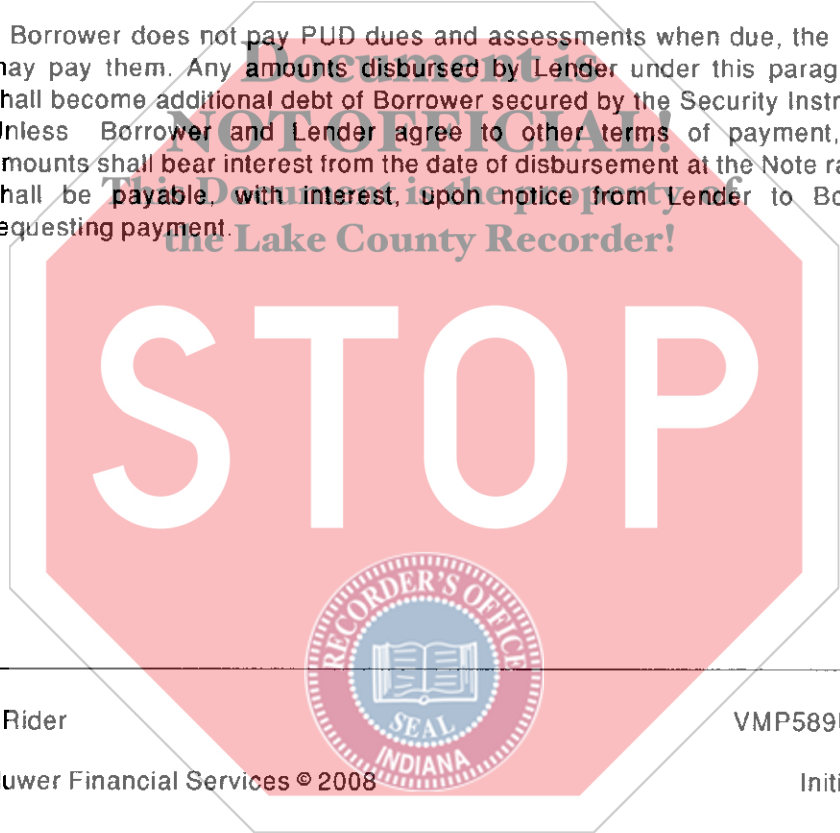 Borrower does not pay PUD dues and assessments when due, the
may pay them. Any amounts disbursed by Lender under this parag
hall become additional debt of Borrower secured by the Security Instr
Unless Borrower and Lender agree to other terms of payment,
mounts shall bear interest from the date of disbursement at the Note ra
hall be payable, with interest, upon notice from Lender to Bo
equesting payment.
Document is
NOT OFFICIAL!
This Document is the property of
the Lake County Recorder!
STOP
RECORDER'S OFFICE
SEAL
INDIANA
Rider
VMP589
luwer Financial Services © 2008
Initi